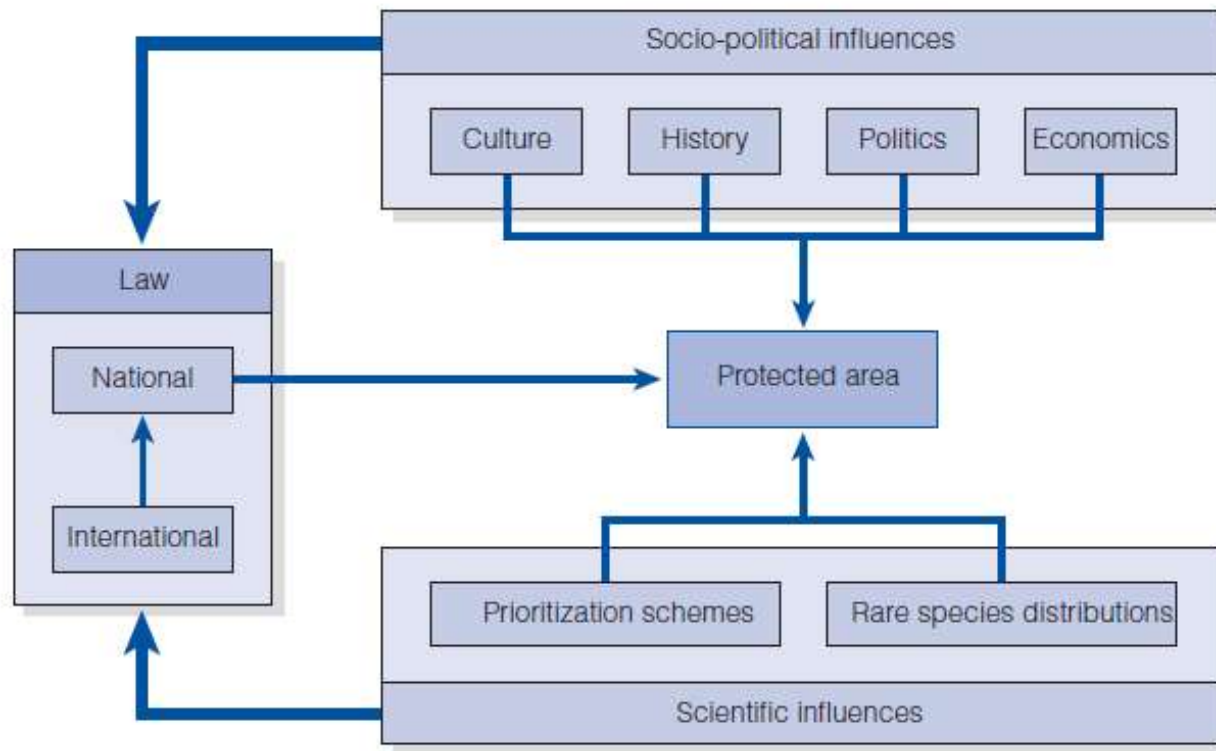 Socio-political influences
Culture
History
Politics
Economics
Law
National
Protected area
International
Prioritization schemes
Rare species distributions
Scientific influences